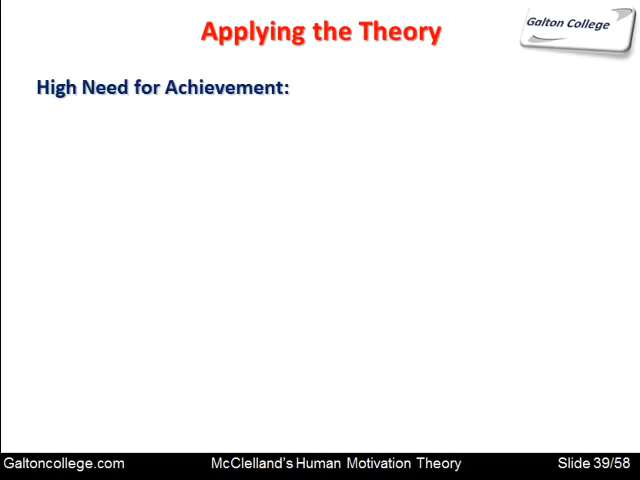 Applying the Theory
Galton College
High Need for Achievement:
Galtoncollege.com
McClelland's Human Motivation Theory
Slide 39/58